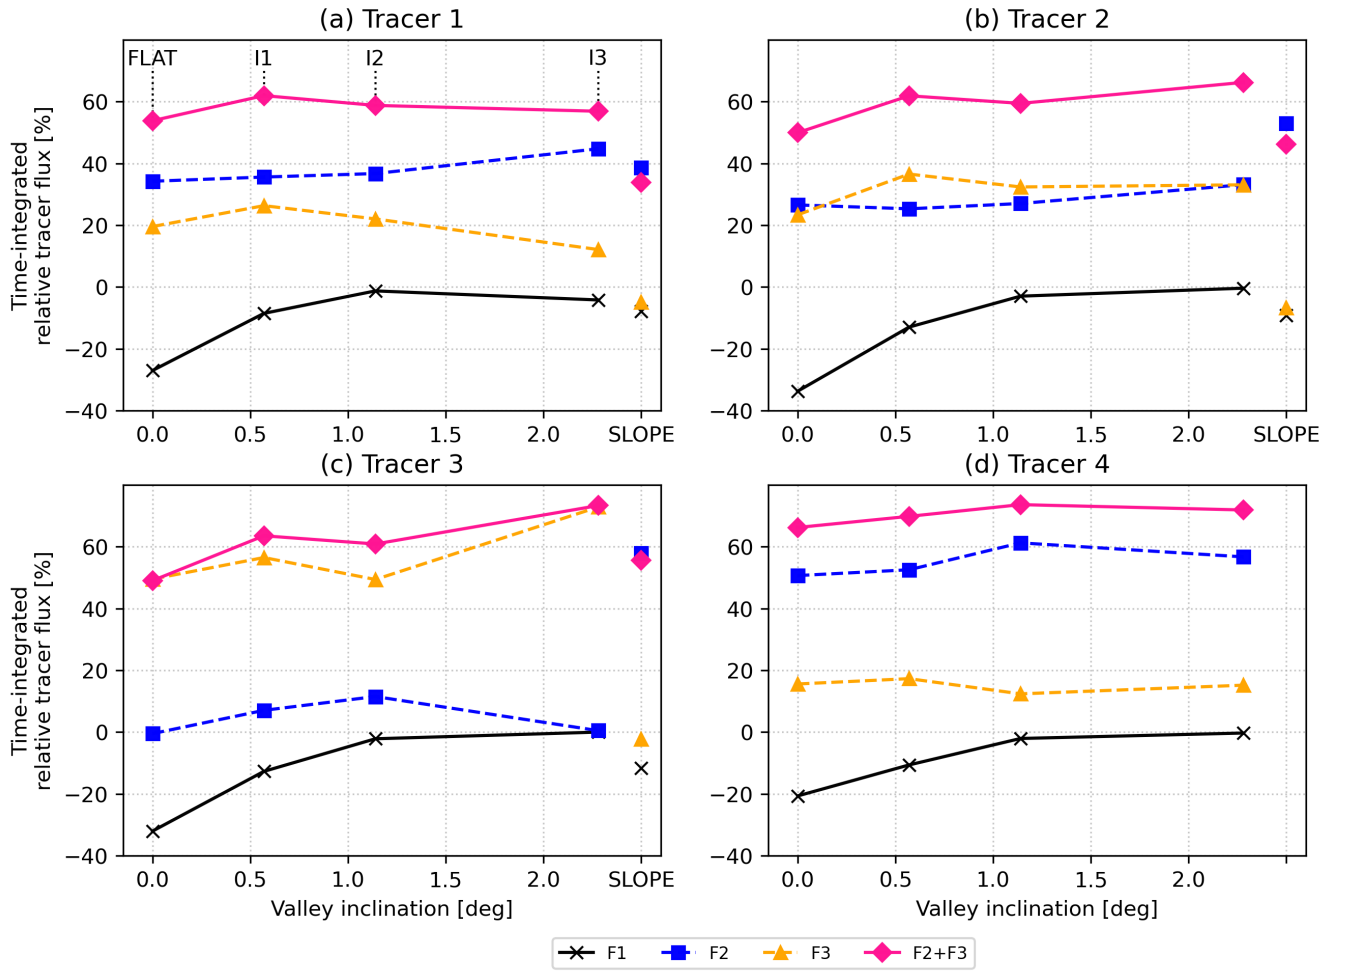 (a) Tracer 1
(b) Tracer 2
FLAT I1 I2 I3
Time-integrated
relative tracer flux [%]
60
40
20
0
−20
−40
0.0 0.5 1.0 1.5 2.0 SLOPE
60
40
20
0
−20
−40
0.0 0.5 1.0 1.5 2.0 SLOPE
(c) Tracer 3
(d) Tracer 4
Time-integrated
relative tracer flux [%]
60
40
20
0
−20
−40
0.0 0.5 1.0 1.5 2.0 SLOPE
Valley inclination [deg]
60
40
20
0
−20
−40
0.0 0.5 1.0 1.5 2.0
Valley inclination [deg]
F1 F2 F3 F2+F3